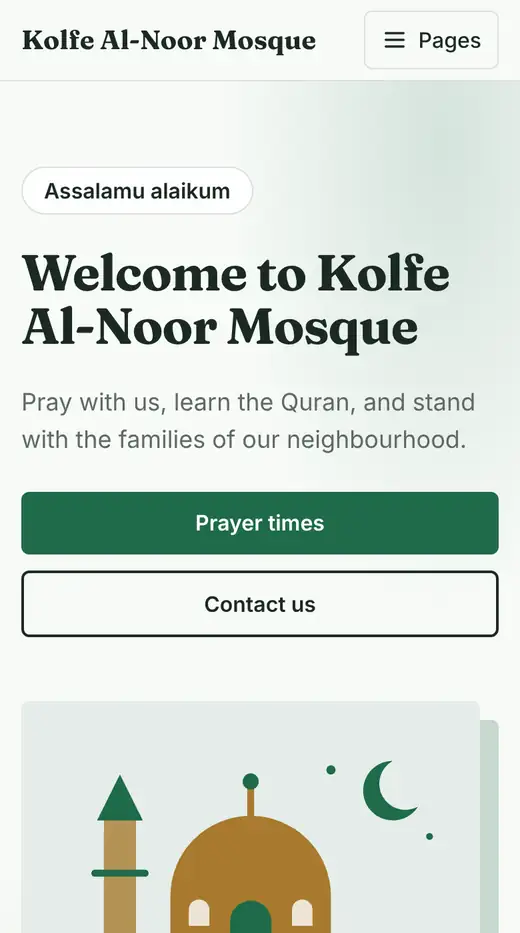 Kolfe Al-Noor Mosque
Pages
Assalamu alaikum
Welcome to Kolfe
Al-Noor Mosque
Pray with us, learn the Quran, and stand
with the families of our neighbourhood.
Prayer times
Contact us